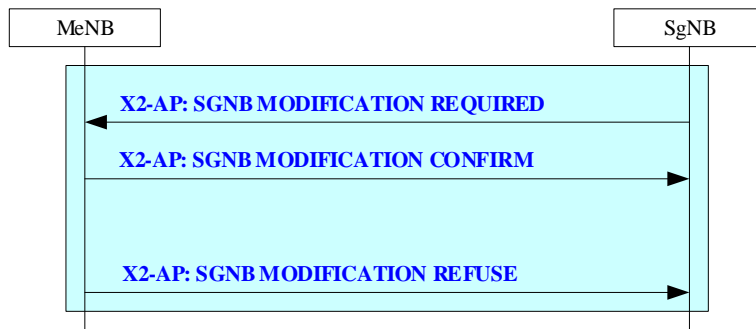 MeNB
SgNB
X2-AP: SGNB MODIFICATION REQUIRED
X2-AP: SGNB MODIFICATION CONFIRM
X2-AP: SGNB MODIFICATION REFUSE